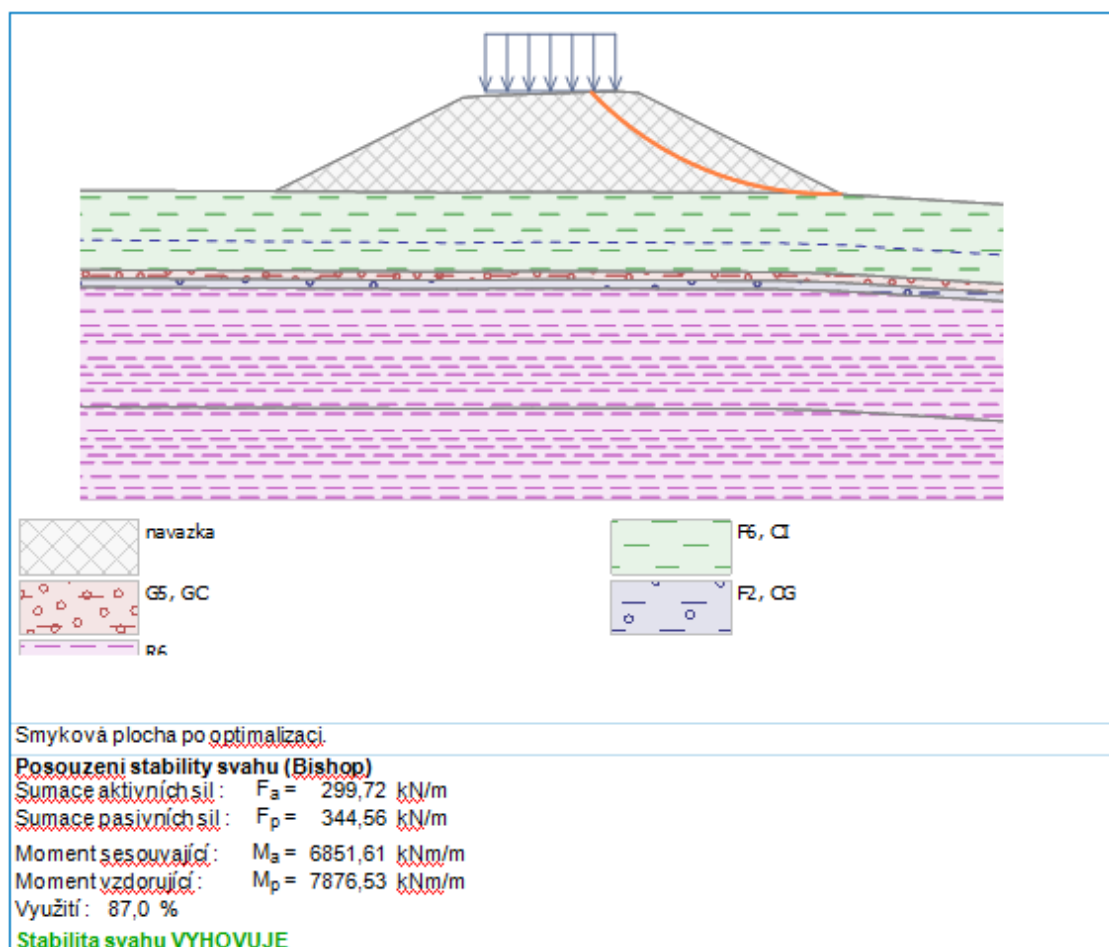 navazka
F6, CI
G5, GC
F2, CG
R6
Smyková plocha po optimalizaci.
Posouzení stability svahu (Bishop)
Sumace aktivních sil : Fa = 299,72 kN/m
Sumace pasivních sil : Fp = 344,56 kN/m
Moment sesouvající : Ma = 6851,61 kNm/m
Moment vzdorující : Mp = 7876,53 kNm/m
Využití : 87,0 %
Stabilita svahu VYHOVUJE